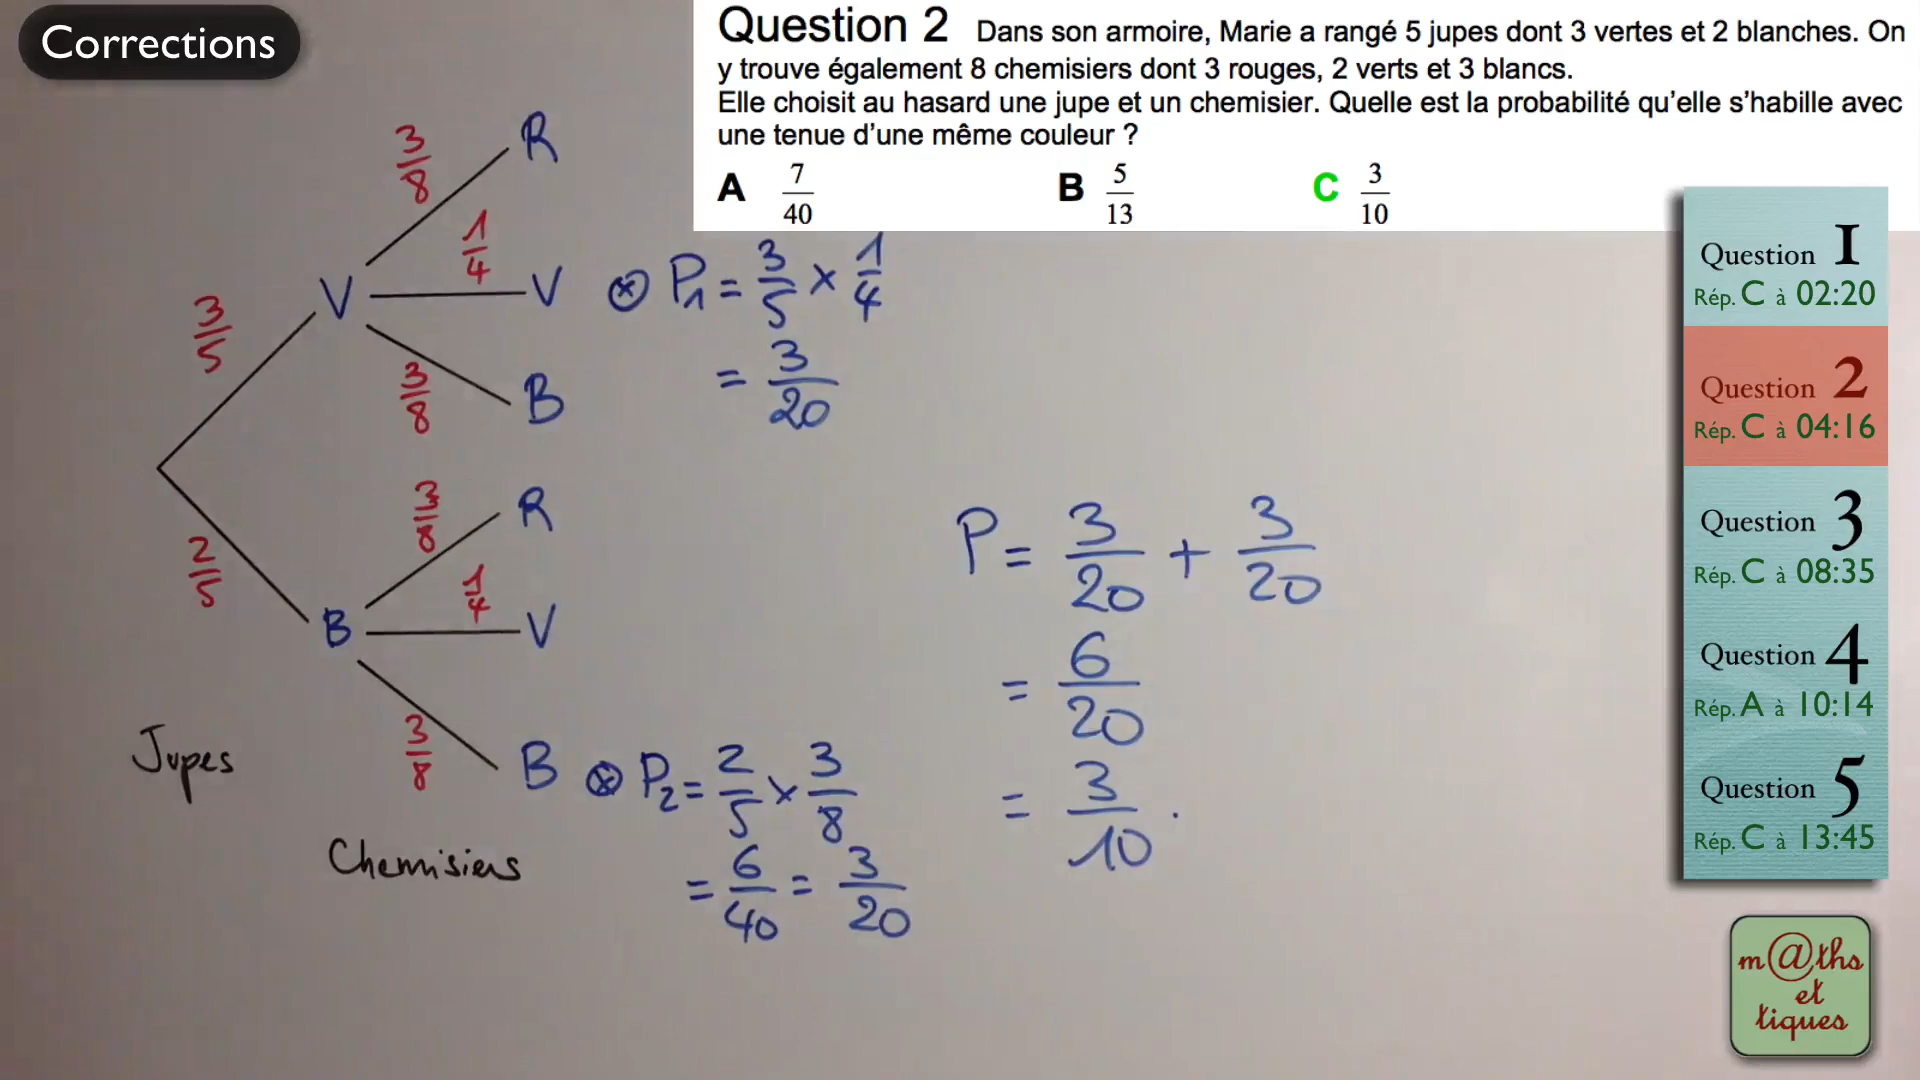 Corrections
Question 2 Dans son armoire, Marie a rangé 5 jupes dont 3 vertes et 2 blanches. On
y trouve également 8 chemisiers dont 3 rouges, 2 verts et 3 blancs.
Elle choisit au hasard une jupe et un chemisier. Quelle est la probabilité qu’elle s’habille avec
une tenue d’une même couleur ?
A 7/40 B 5/13 C 3/10
3/8 R
1/4
3/5 V V ⊗ P₁ = 3/5 × 1/4
= 3/20
3/8 B
3/8 R
1/4
2/5 B V
3/8 B ⊗ P₂ = 2/5 × 3/8
= 6/40 = 3/20
P = 3/20 + 3/20
= 6/20
= 3/10 .
Jupes
Chemisiers
Question 1
Rép. C à 02:20
Question 2
Rép. C à 04:16
Question 3
Rép. C à 08:35
Question 4
Rép. A à 10:14
Question 5
Rép. C à 13:45
m@ths
et
tiques